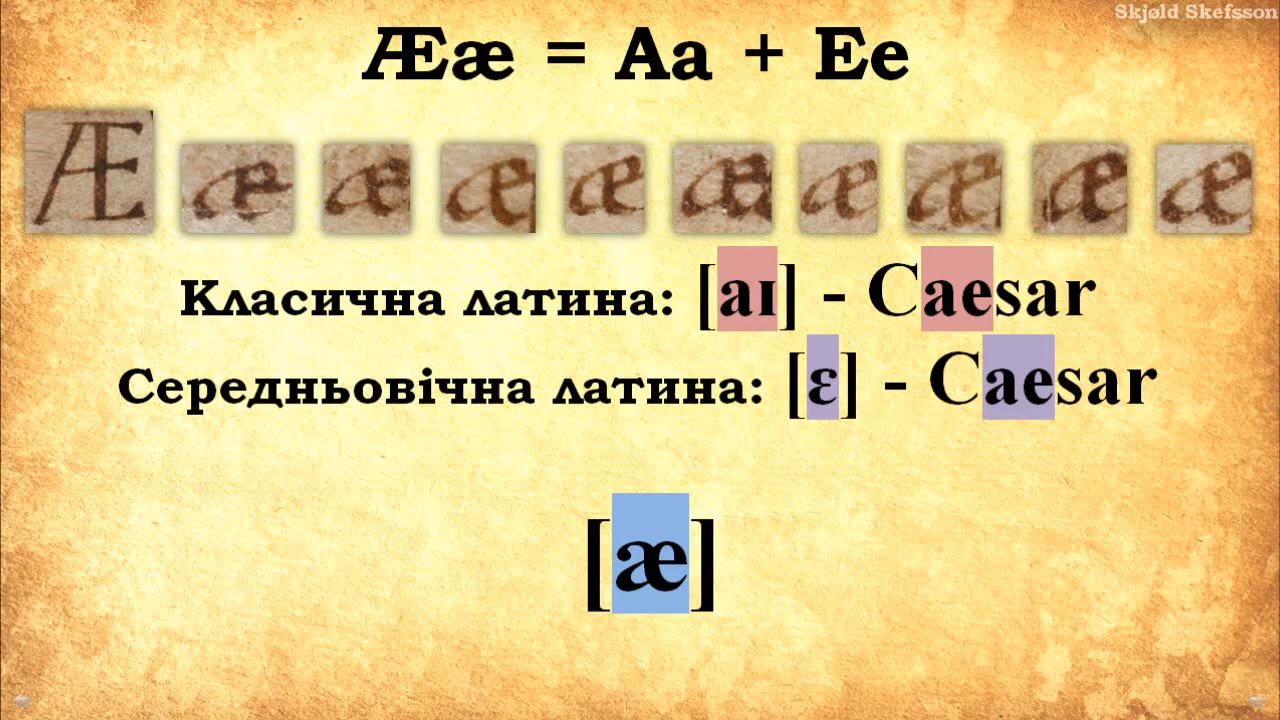 Skjøld Skefsson
Ææ = Aa + Ee
Æ æ æ æ æ æ æ æ æ æ
Класична латина: [aɪ] - Caesar
Середньовічна латина: [ɛ] - Caesar
[æ]